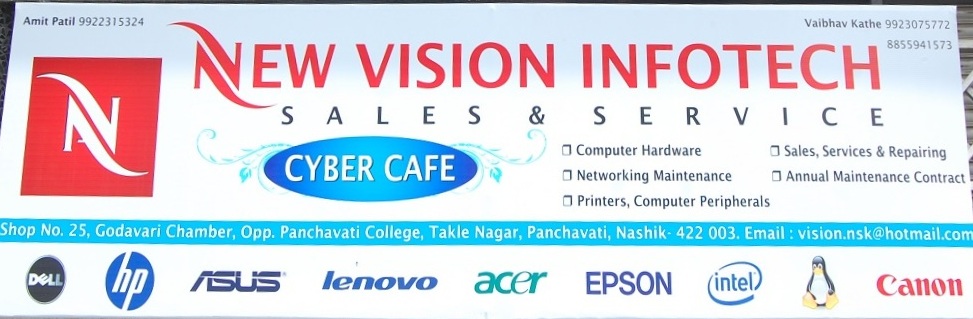 Amit Patil 9922315324
Vaibhav Kathe 9923075772
8855941573
N
NEW VISION INFOTECH
SALES & SERVICE
CYBER CAFE
❐ Computer Hardware
❐ Sales, Services & Repairing
❐ Networking Maintenance
❐ Annual Maintenance Contract
❐ Printers, Computer Peripherals
Shop No. 25, Godavari Chamber, Opp. Panchavati College, Takle Nagar, Panchavati, Nashik- 422 003. Email : vision.nsk@hotmail.com
DELL hp ASUS lenovo acer EPSON intel Canon